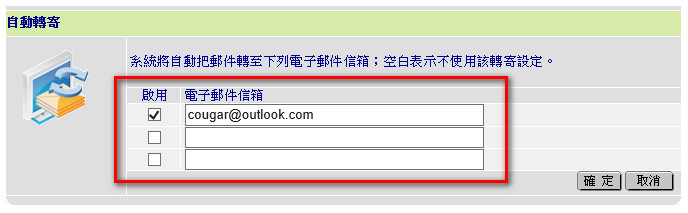 自動轉寄
系統將自動把郵件轉至下列電子郵件信箱；空白表示不使用該轉寄設定。
啟用 電子郵件信箱
cougar@outlook.com
確 定 取消